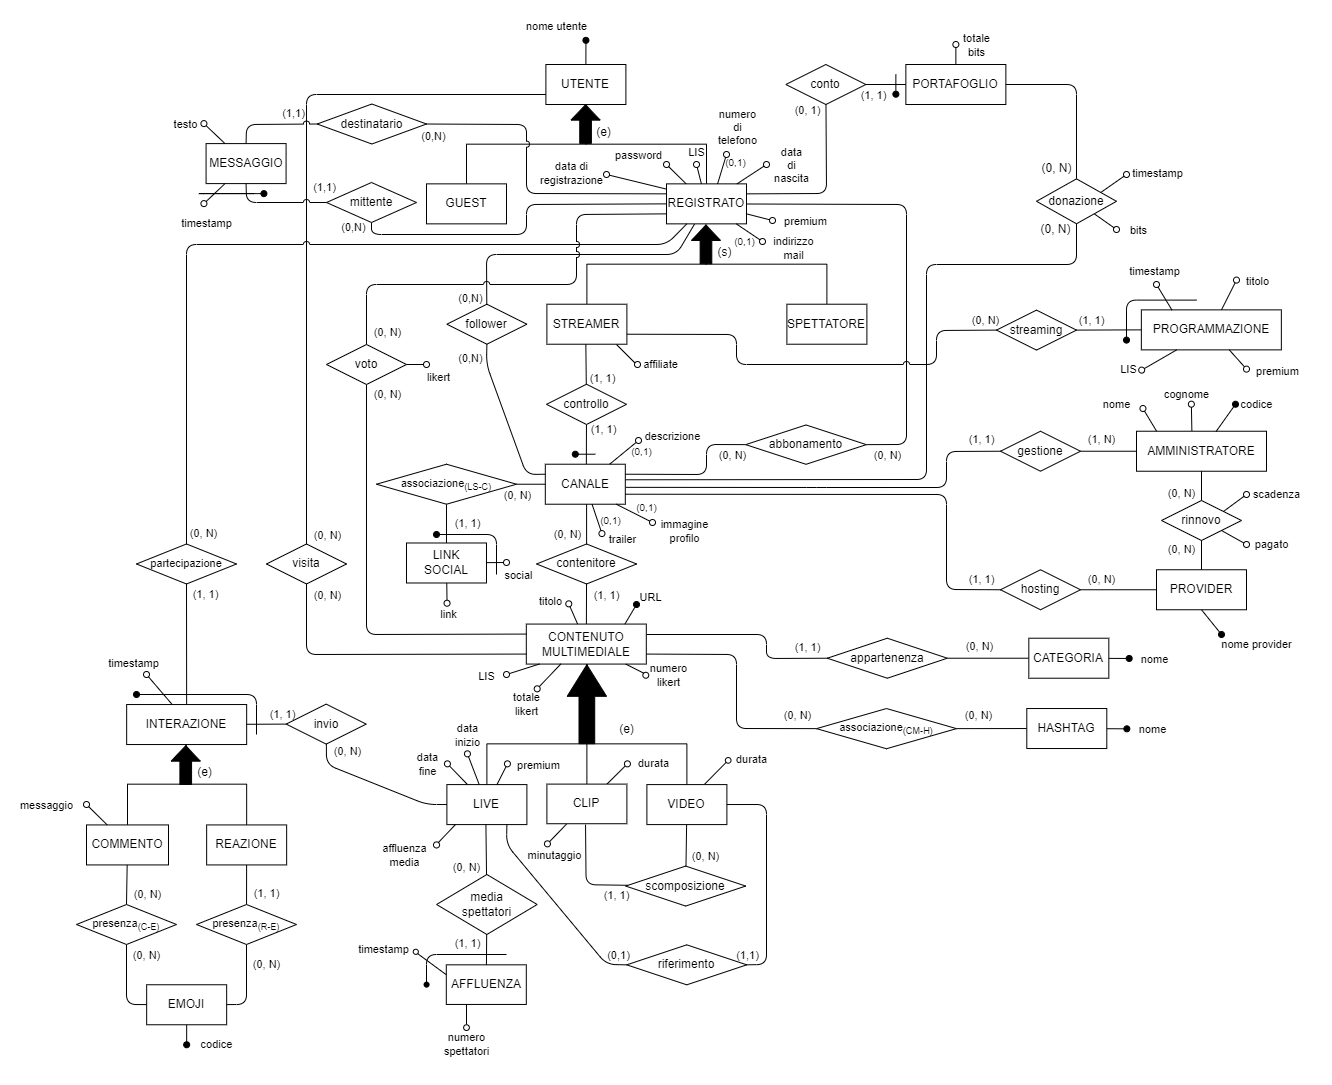 nome utente
totale
bits
UTENTE
conto
PORTAFOGLIO
(1, 1)
(0, 1)
(1,1)
destinatario
(0,N)
testo
(e)
numero
di
telefono
(0,1)
LIS
password
data
di
nascita
data di
registrazione
MESSAGGIO
timestamp
(1,1)
mittente
(0,N)
GUEST
REGISTRATO
premium
(0,1)
indirizzo
mail
(s)
(0, N)
timestamp
donazione
(0, N)
bits
timestamp
titolo
(0,N)
follower
(0,N)
STREAMER
SPETTATORE
(0, N)
streaming
(1, 1)
PROGRAMMAZIONE
LIS
premium
(0, N)
voto
likert
(0, N)
affiliate
(1, 1)
controllo
(1, 1)
cognome
nome
codice
descrizione
(0,1)
(0, N)
abbonamento
(0, N)
(1, 1)
gestione
(1, N)
AMMINISTRATORE
associazione(LS-C)
(0, N)
CANALE
(0, N)
scadenza
rinnovo
pagato
(0, N)
(0,1)
trailer
(0,1)
immagine
profilo
(1, 1)
LINK
SOCIAL
social
link
(0, N)
contenitore
(1, 1)
(0, N)
partecipazione
(1, 1)
(0, N)
visita
(0, N)
(1, 1)
hosting
(0, N)
PROVIDER
nome provider
titolo
URL
CONTENUTO
MULTIMEDIALE
LIS
totale
likert
numero
likert
(1, 1)
appartenenza
(0, N)
CATEGORIA
nome
timestamp
INTERAZIONE
(1, 1)
invio
(0, N)
(e)
(0, N)
associazione(CM-H)
(0, N)
HASHTAG
nome
(e)
data
inizio
data
fine
premium
durata
durata
LIVE
CLIP
VIDEO
affluenza
media
minutaggio
messaggio
COMMENTO
REAZIONE
(0, N)
media
spettatori
(1, 1)
(0, N)
scomposizione
(1, 1)
(0, N)
presenza(C-E)
(0, N)
(1, 1)
presenza(R-E)
(0, N)
timestamp
AFFLUENZA
numero
spettatori
(0,1)
riferimento
(1,1)
EMOJI
codice